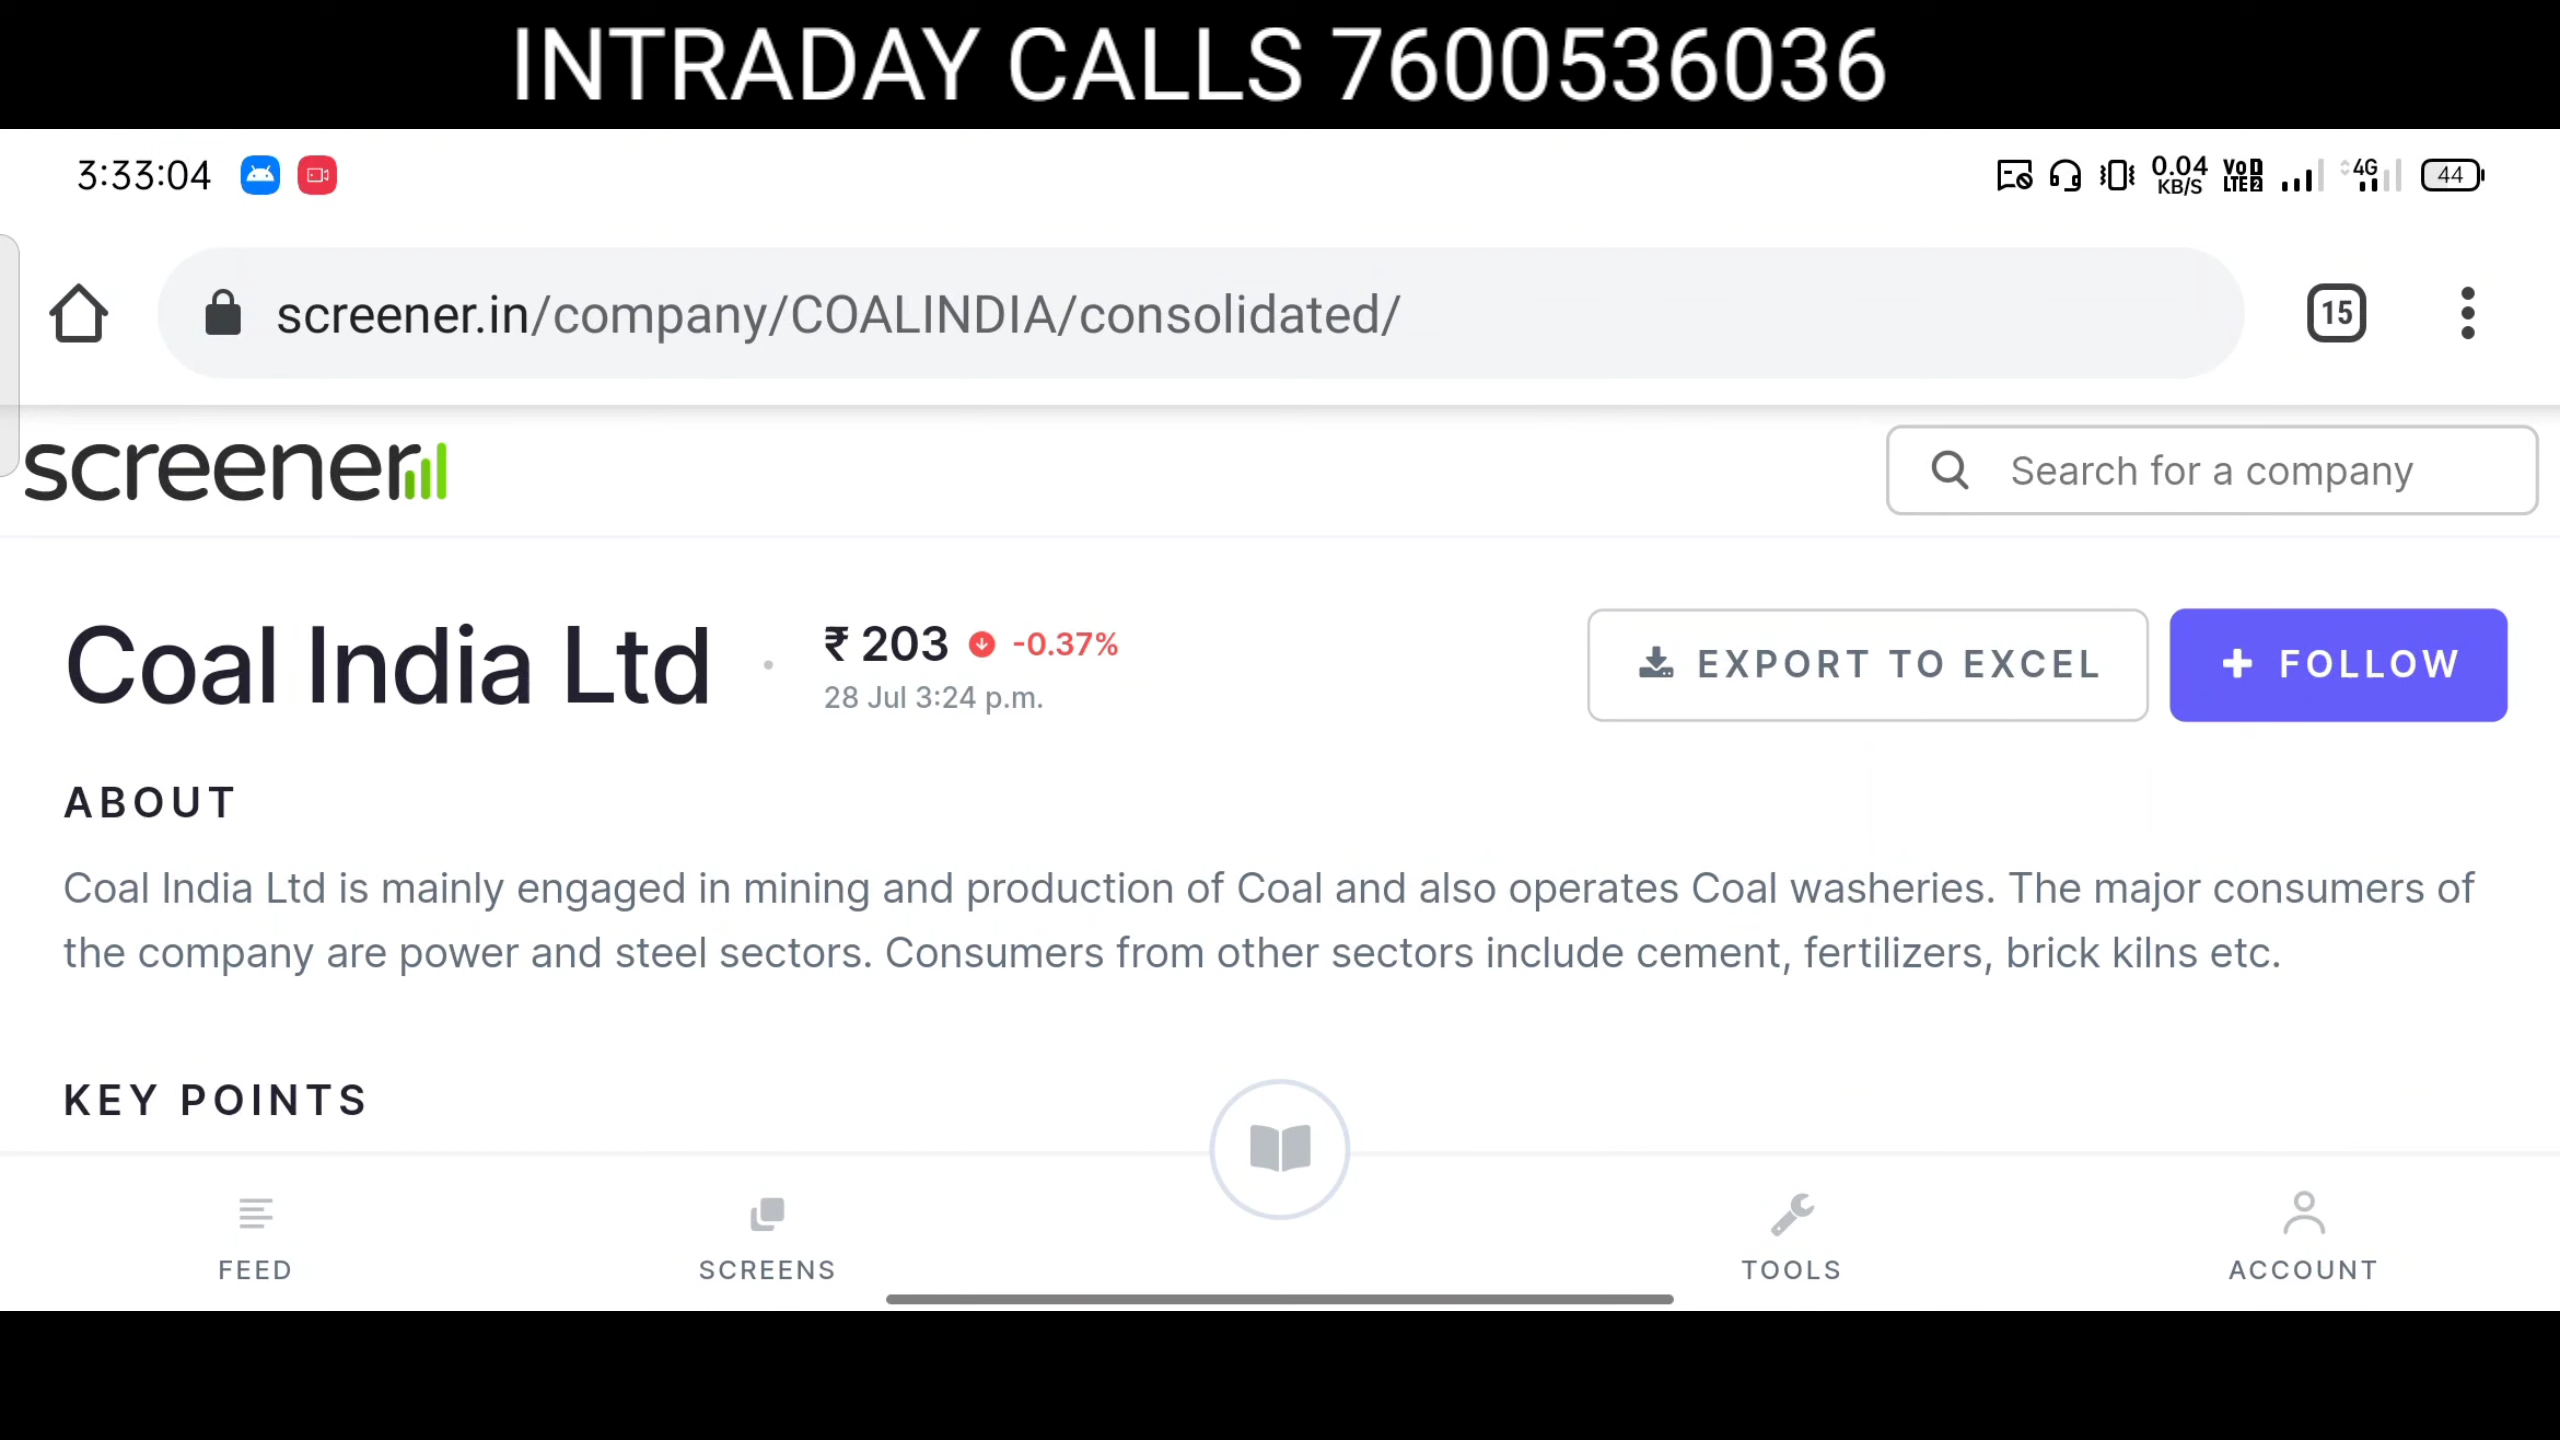 INTRADAY CALLS 7600536036
3:33:04
0.04 KB/S VoLTE 1 2 4G 44
screener.in/company/COALINDIA/consolidated/
15
screener
Search for a company
Coal India Ltd
₹ 203 -0.37%
28 Jul 3:24 p.m.
EXPORT TO EXCEL
+ FOLLOW
ABOUT
Coal India Ltd is mainly engaged in mining and production of Coal and also operates Coal washeries. The major consumers of
the company are power and steel sectors. Consumers from other sectors include cement, fertilizers, brick kilns etc.
KEY POINTS
FEED
SCREENS
TOOLS
ACCOUNT